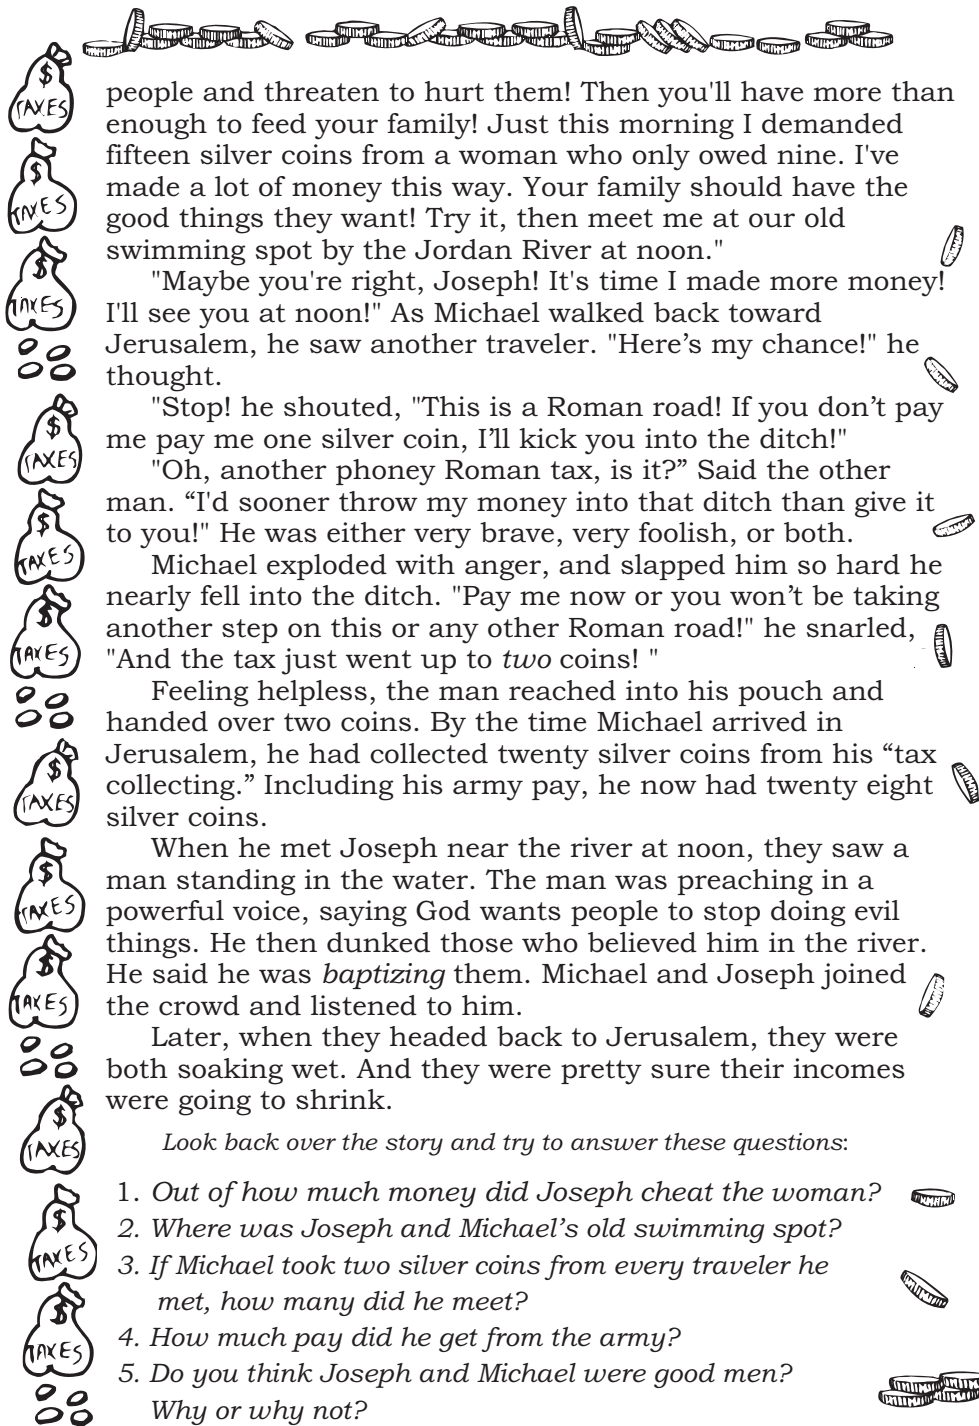 people and threaten to hurt them! Then you'll have more than
enough to feed your family! Just this morning I demanded
fifteen silver coins from a woman who only owed nine. I've
made a lot of money this way. Your family should have the
good things they want! Try it, then meet me at our old
swimming spot by the Jordan River at noon."
"Maybe you're right, Joseph! It's time I made more money!
I'll see you at noon!" As Michael walked back toward
Jerusalem, he saw another traveler. "Here’s my chance!" he
thought.
"Stop! he shouted, "This is a Roman road! If you don’t pay
me pay me one silver coin, I’ll kick you into the ditch!"
"Oh, another phoney Roman tax, is it?” Said the other
man. “I'd sooner throw my money into that ditch than give it
to you!" He was either very brave, very foolish, or both.
Michael exploded with anger, and slapped him so hard he
nearly fell into the ditch. "Pay me now or you won’t be taking
another step on this or any other Roman road!" he snarled,
"And the tax just went up to two coins! "
Feeling helpless, the man reached into his pouch and
handed over two coins. By the time Michael arrived in
Jerusalem, he had collected twenty silver coins from his “tax
collecting.” Including his army pay, he now had twenty eight
silver coins.
When he met Joseph near the river at noon, they saw a
man standing in the water. The man was preaching in a
powerful voice, saying God wants people to stop doing evil
things. He then dunked those who believed him in the river.
He said he was baptizing them. Michael and Joseph joined
the crowd and listened to him.
Later, when they headed back to Jerusalem, they were
both soaking wet. And they were pretty sure their incomes
were going to shrink.
Look back over the story and try to answer these questions:
1. Out of how much money did Joseph cheat the woman?
2. Where was Joseph and Michael’s old swimming spot?
3. If Michael took two silver coins from every traveler he
met, how many did he meet?
4. How much pay did he get from the army?
5. Do you think Joseph and Michael were good men?
Why or why not?
$ TAXES
$ TAXES
$ TAXES
$ TAXES
$ TAXES
$ TAXES
$ TAXES
$ TAXES
$ TAXES
$ TAXES
$ TAXES
$ TAXES